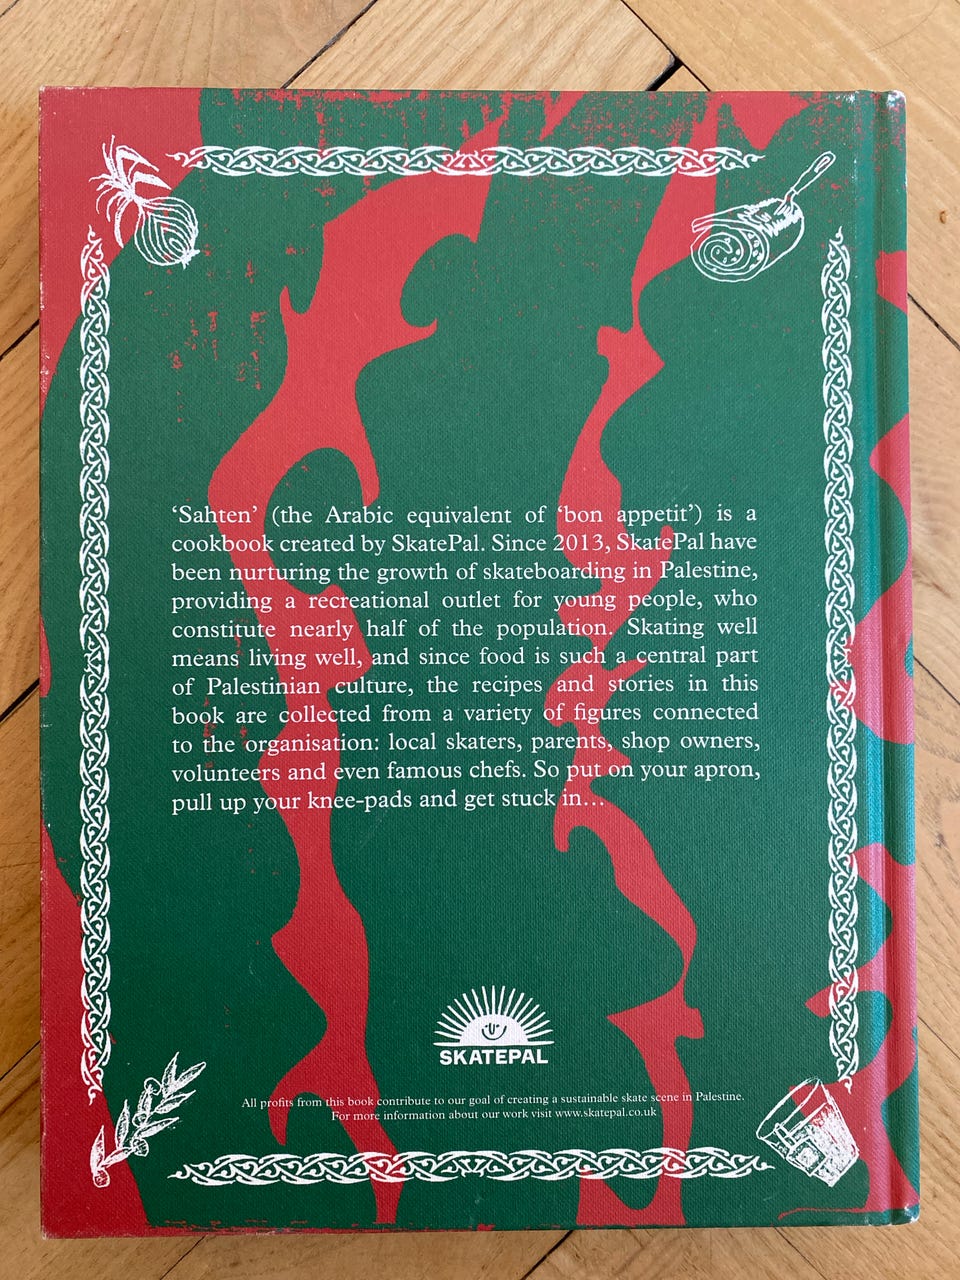 ‘Sahten’ (the Arabic equivalent of ‘bon appetit’) is a
cookbook created by SkatePal. Since 2013, SkatePal have
been nurturing the growth of skateboarding in Palestine,
providing a recreational outlet for young people, who
constitute nearly half of the population. Skating well
means living well, and since food is such a central part
of Palestinian culture, the recipes and stories in this
book are collected from a variety of figures connected
to the organisation: local skaters, parents, shop owners,
volunteers and even famous chefs. So put on your apron,
pull up your knee-pads and get stuck in...
SKATEPAL
All profits from this book contribute to our goal of creating a sustainable skate scene in Palestine.
For more information about our work visit www.skatepal.co.uk